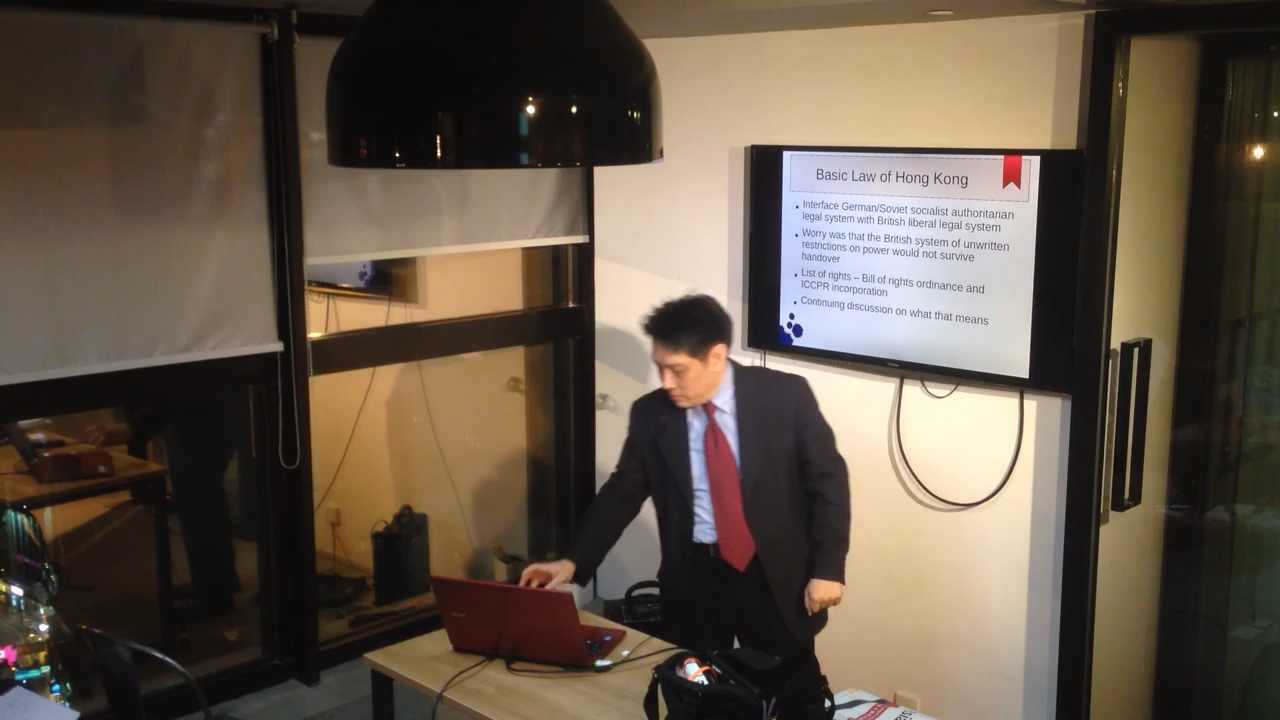 Basic Law of Hong Kong
• Interface German/Soviet socialist authoritarian
legal system with British liberal legal system
• Worry was that the British system of unwritten
restrictions on power would not survive
handover
• List of rights – Bill of rights ordinance and
ICCPR incorporation
• Continuing discussion on what that means